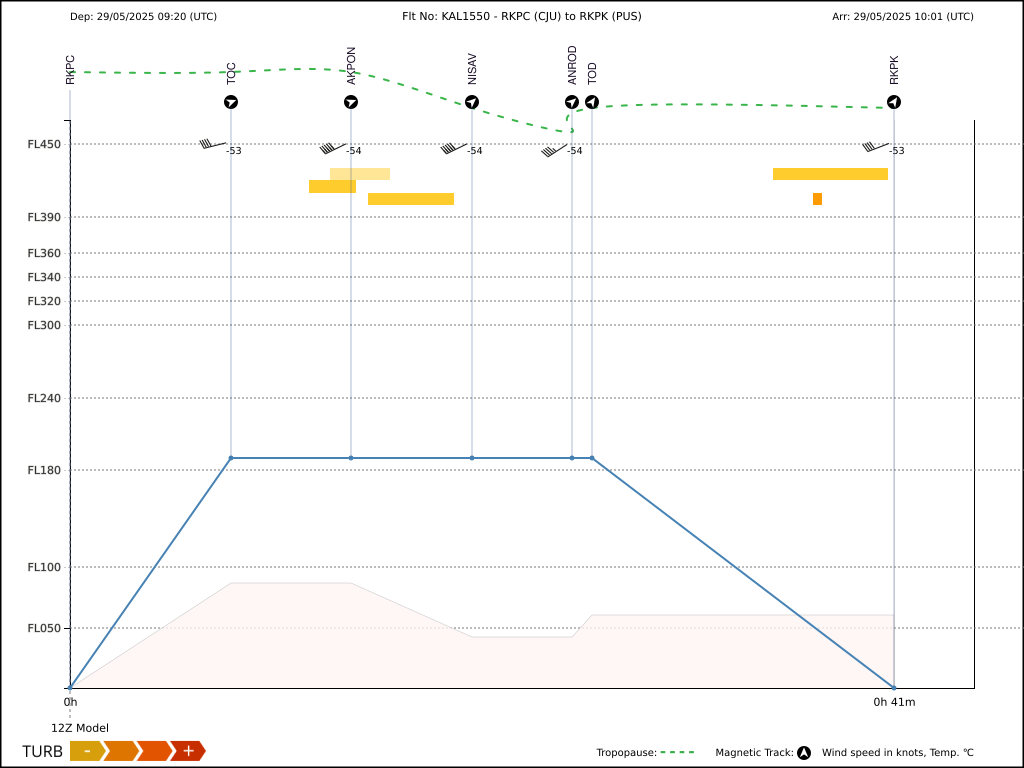 Dep: 29/05/2025 09:20 (UTC)
Flt No: KAL1550 - RKPC (CJU) to RKPK (PUS)
Arr: 29/05/2025 10:01 (UTC)
RKPC
TOC
AKPON
NISAV
ANROD
TOD
RKPK
FL450
-53
-54
-54
-54
-53
FL390
FL360
FL340
FL320
FL300
FL240
FL180
FL100
FL050
0h
0h 41m
12Z Model
TURB
-
+
Tropopause:
Magnetic Track:
Wind speed in knots, Temp. °C